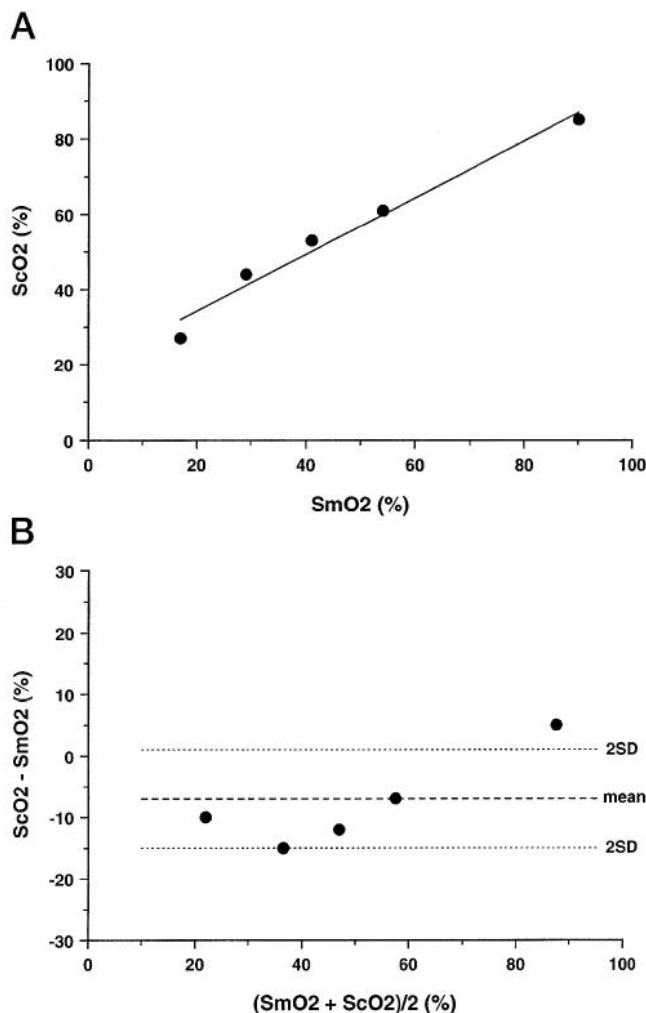 A
100
80
60
40
20
0
ScO2 (%)
0 20 40 60 80 100
SmO2 (%)
B
30
20
10
0
-10
-20
-30
ScO2 - SmO2 (%)
2SD
mean
2SD
0 20 40 60 80 100
(SmO2 + ScO2)/2 (%)